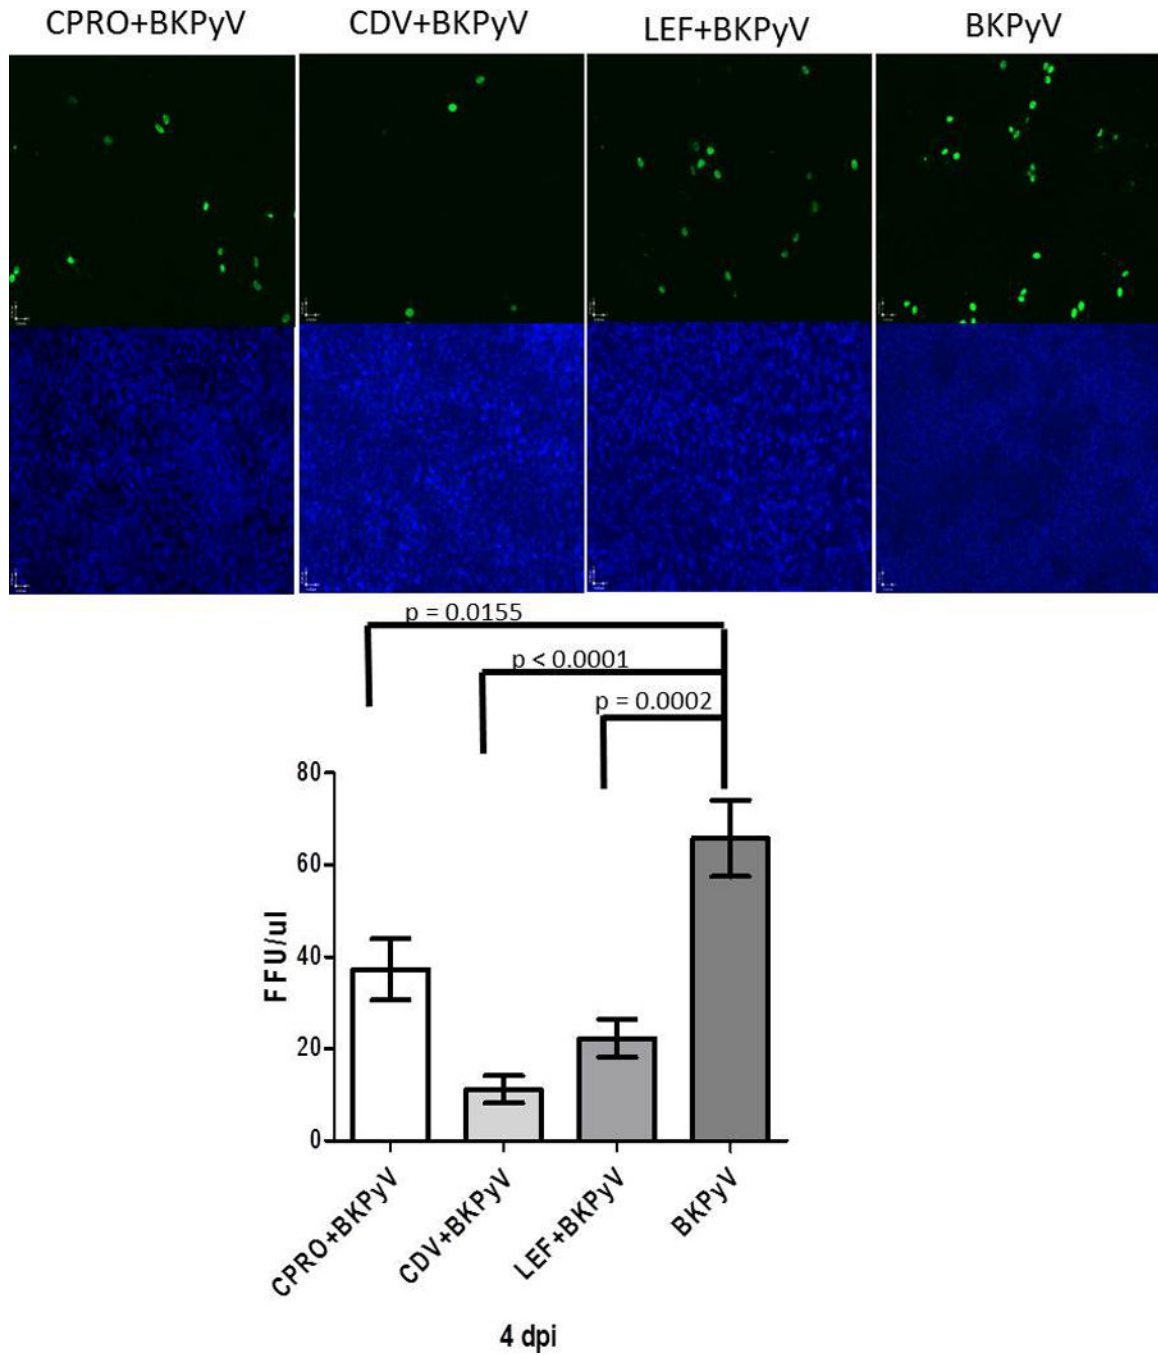 CPRO+BKPyV
CDV+BKPyV
LEF+BKPyV
BKPyV
p = 0.0155
p < 0.0001
p = 0.0002
80
60
40
20
0
FFU/ul
CPRO+BKPyV
CDV+BKPyV
LEF+BKPyV
BKPyV
4 dpi